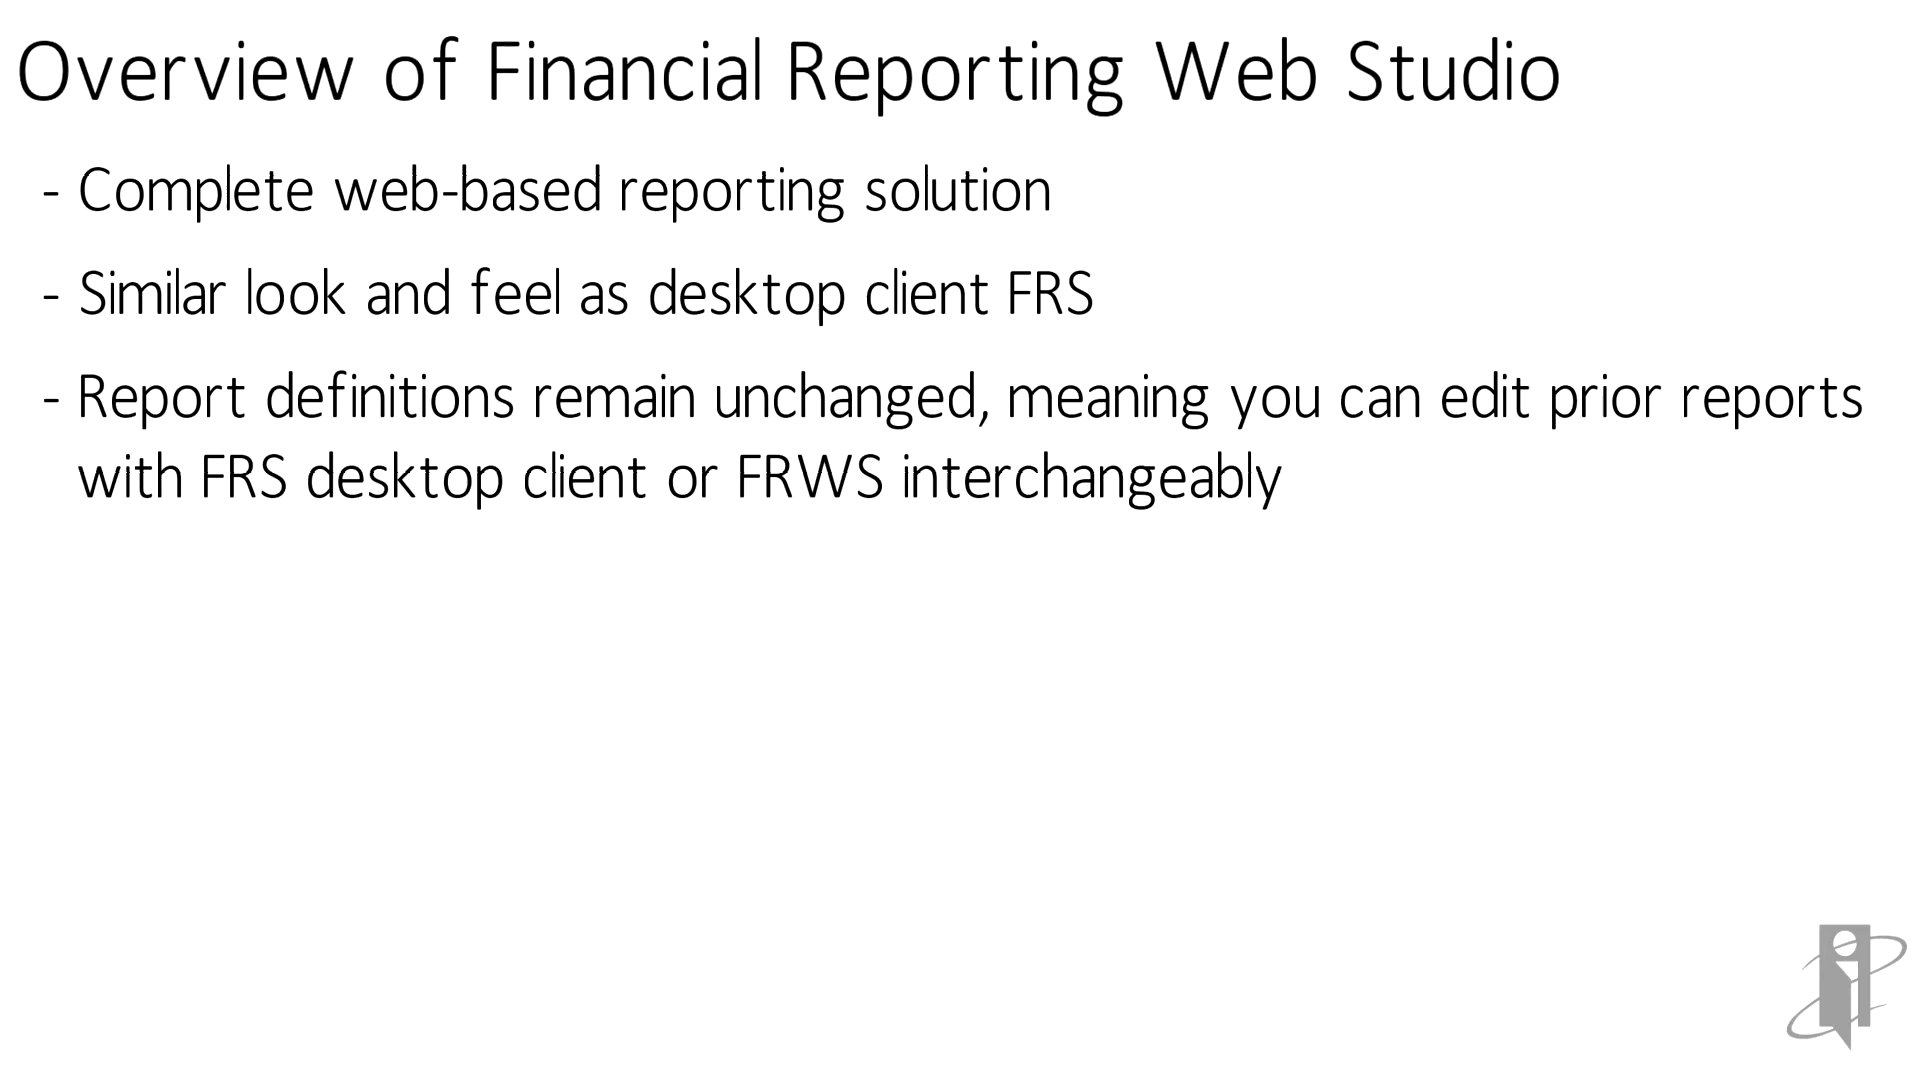 Overview of Financial Reporting Web Studio
- Complete web-based reporting solution
- Similar look and feel as desktop client FRS
- Report definitions remain unchanged, meaning you can edit prior reports
with FRS desktop client or FRWS interchangeably